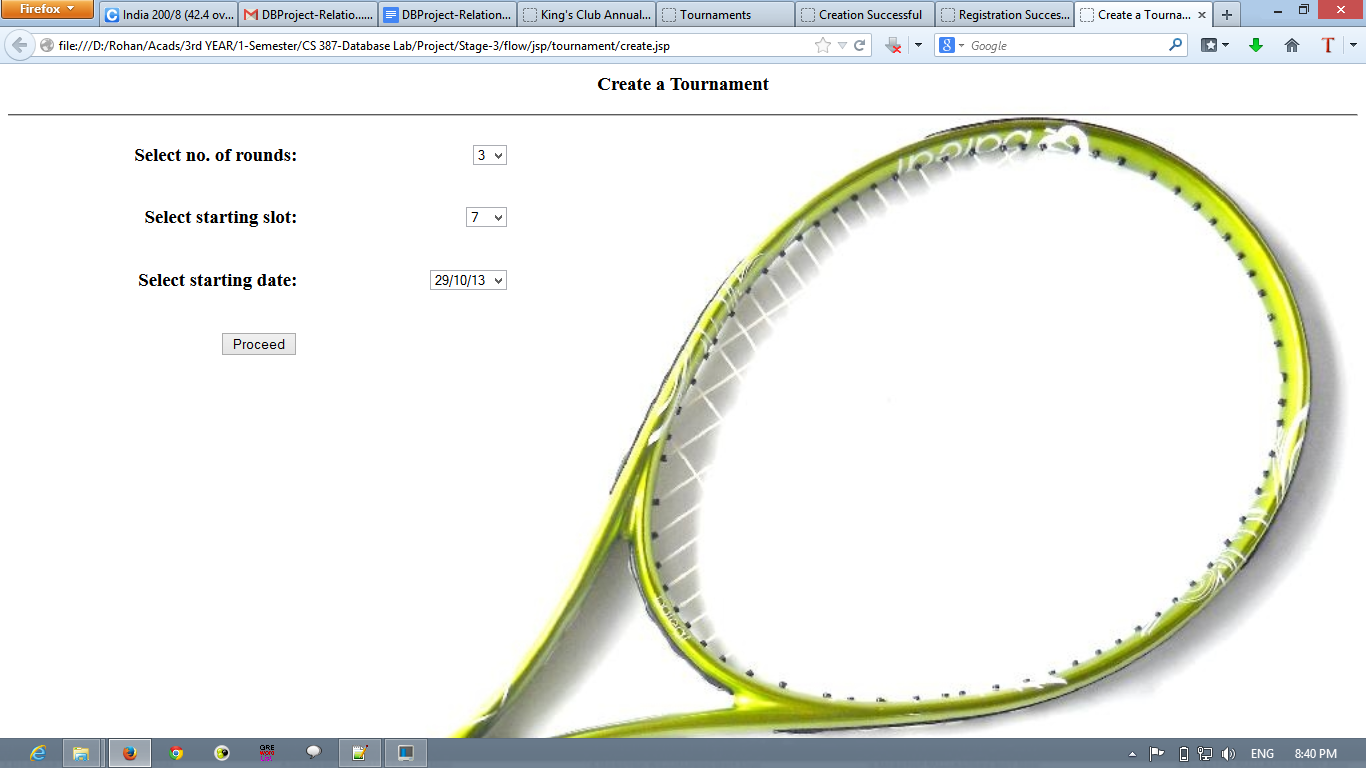 Firefox
India 200/8 (42.4 ov...
DBProject-Relatio......
DBProject-Relation...
King's Club Annual...
Tournaments
Creation Successful
Registration Succes...
Create a Tourna...
file:///D:/Rohan/Acads/3rd YEAR/1-Semester/CS 387-Database Lab/Project/Stage-3/flow/jsp/tournament/create.jsp
Google
Create a Tournament
Select no. of rounds: 3
Select starting slot: 7
Select starting date: 29/10/13
Proceed
ENG 8:40 PM